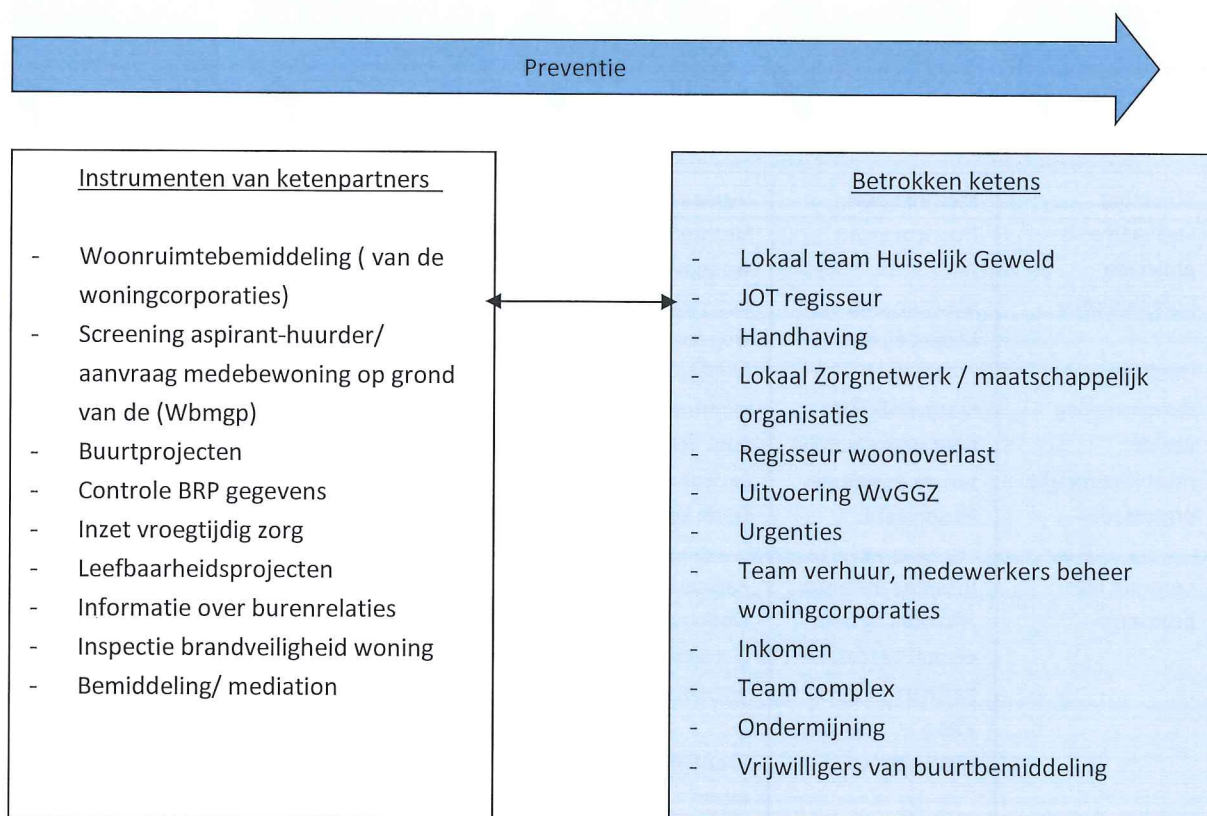 Preventie
Instrumenten van ketenpartners
- Woonruimtebemiddeling ( van de
woningcorporaties)
- Screening aspirant-huurder/
aanvraag medebewoning op grond
van de (Wbmgp)
- Buurtprojecten
- Controle BRP gegevens
- Inzet vroegtijdig zorg
- Leefbaarheidsprojecten
- Informatie over burenrelaties
- Inspectie brandveiligheid woning
- Bemiddeling/ mediation
Betrokken ketens
- Lokaal team Huiselijk Geweld
- JOT regisseur
- Handhaving
- Lokaal Zorgnetwerk / maatschappelijk
organisaties
- Regisseur woonoverlast
- Uitvoering WvGGZ
- Urgenties
- Team verhuur, medewerkers beheer
woningcorporaties
- Inkomen
- Team complex
- Ondermijning
- Vrijwilligers van buurtbemiddeling